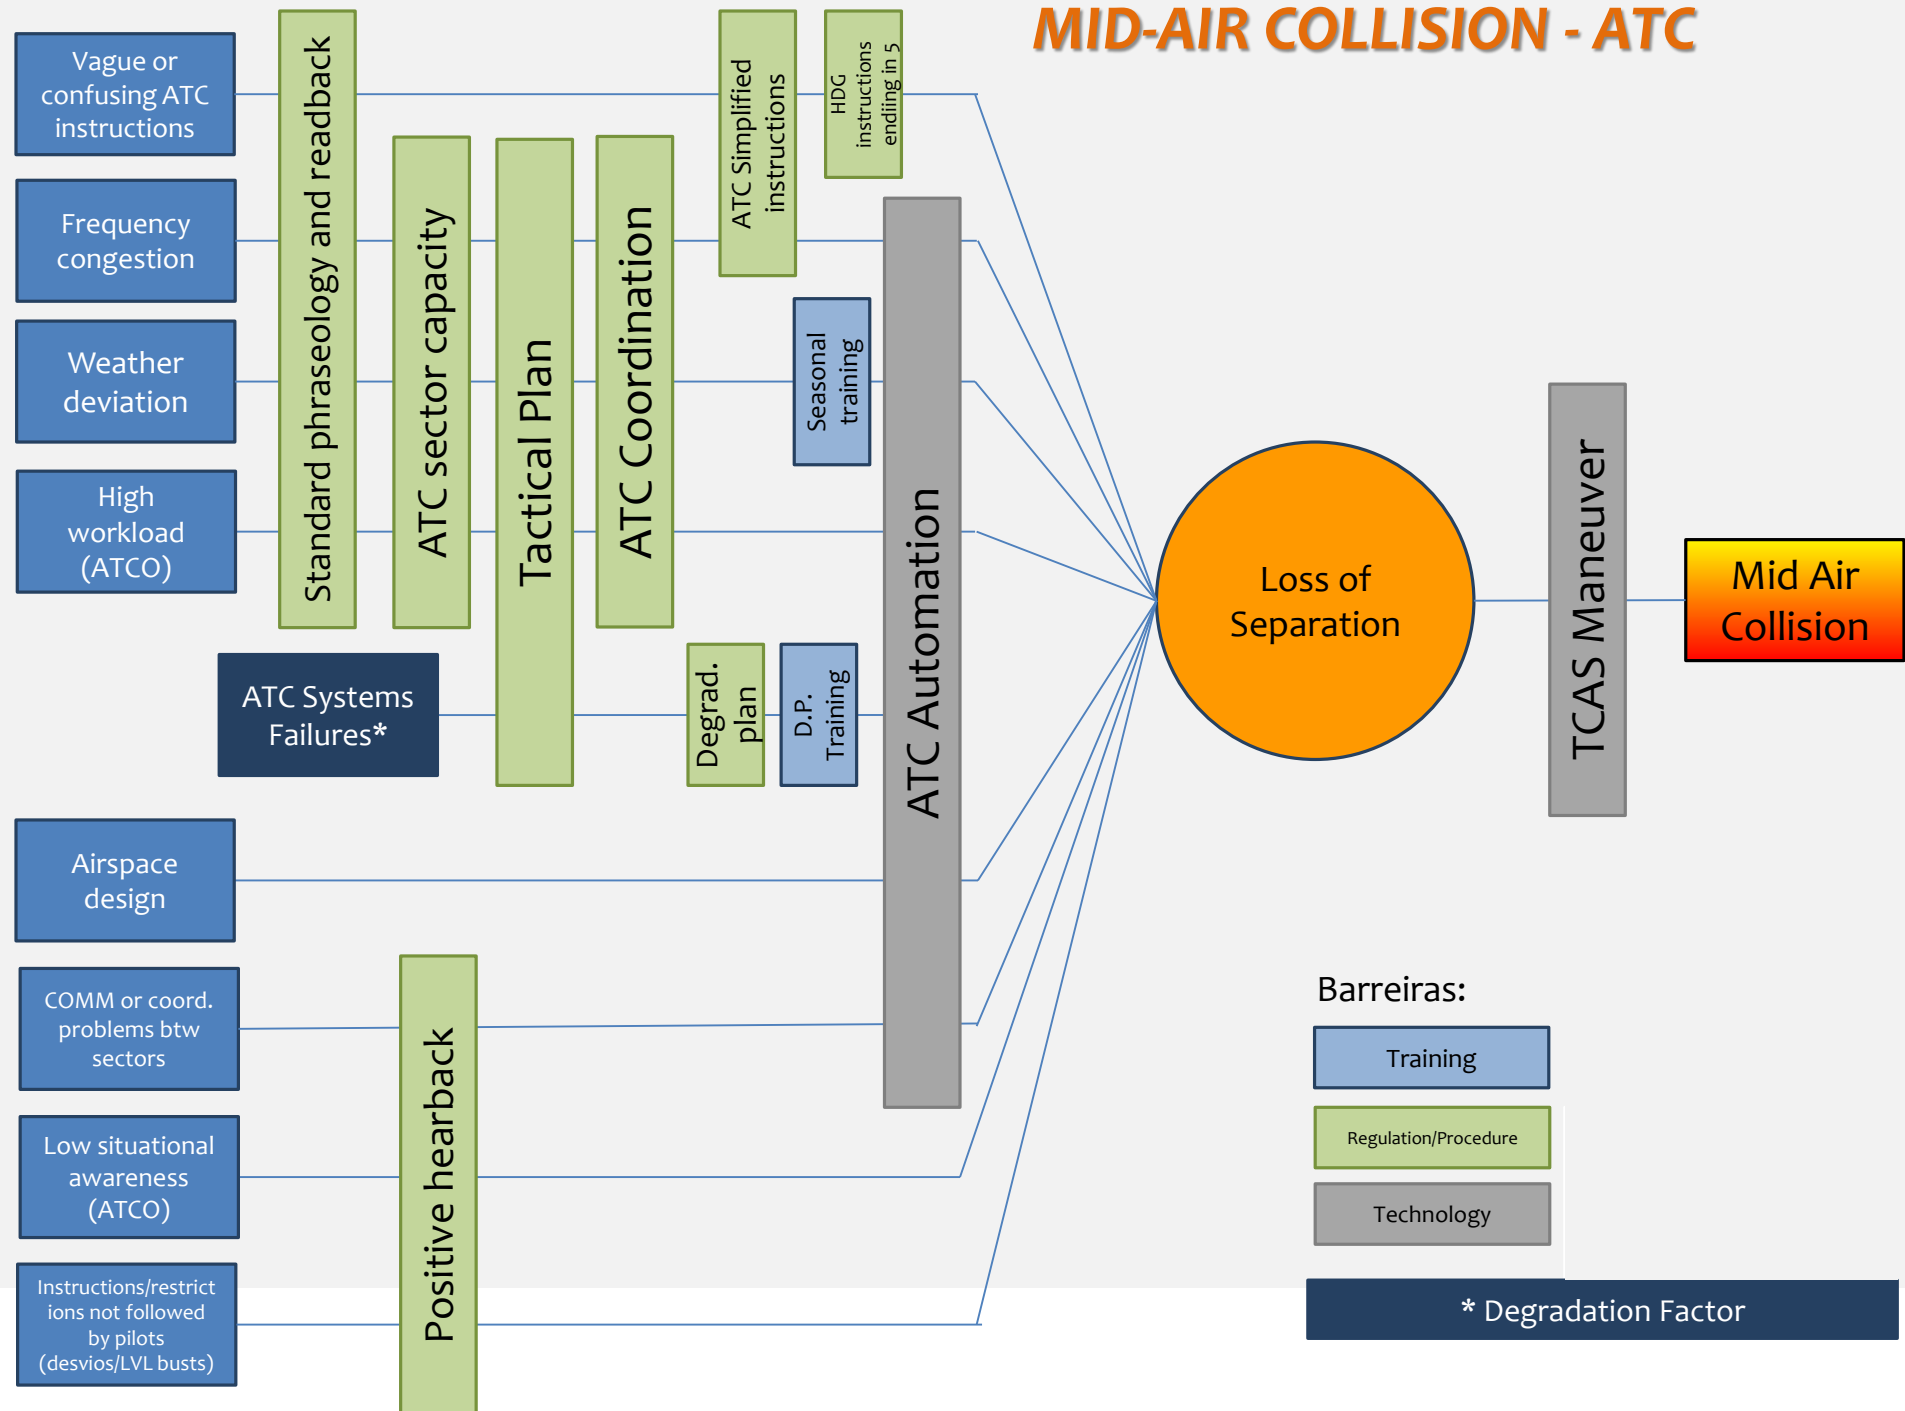 MID-AIR COLLISION - ATC
Vague or
confusing ATC
instructions
Frequency
congestion
Weather
deviation
High
workload
(ATCO)
ATC Systems
Failures*
Airspace
design
COMM or coord.
problems btw
sectors
Low situational
awareness
(ATCO)
Instructions/restrict
ions not followed
by pilots
(desvios/LVL busts)
Standard phraseology and readback
ATC sector capacity
Tactical Plan
ATC Coordination
ATC Simplified
instructions
HDG
instructions
endiing in 5
Seasonal
training
Degrad.
plan
D.P.
Training
ATC Automation
Positive hearback
Loss of
Separation
TCAS Maneuver
Mid Air
Collision
Barreiras:
Training
Regulation/Procedure
Technology
* Degradation Factor